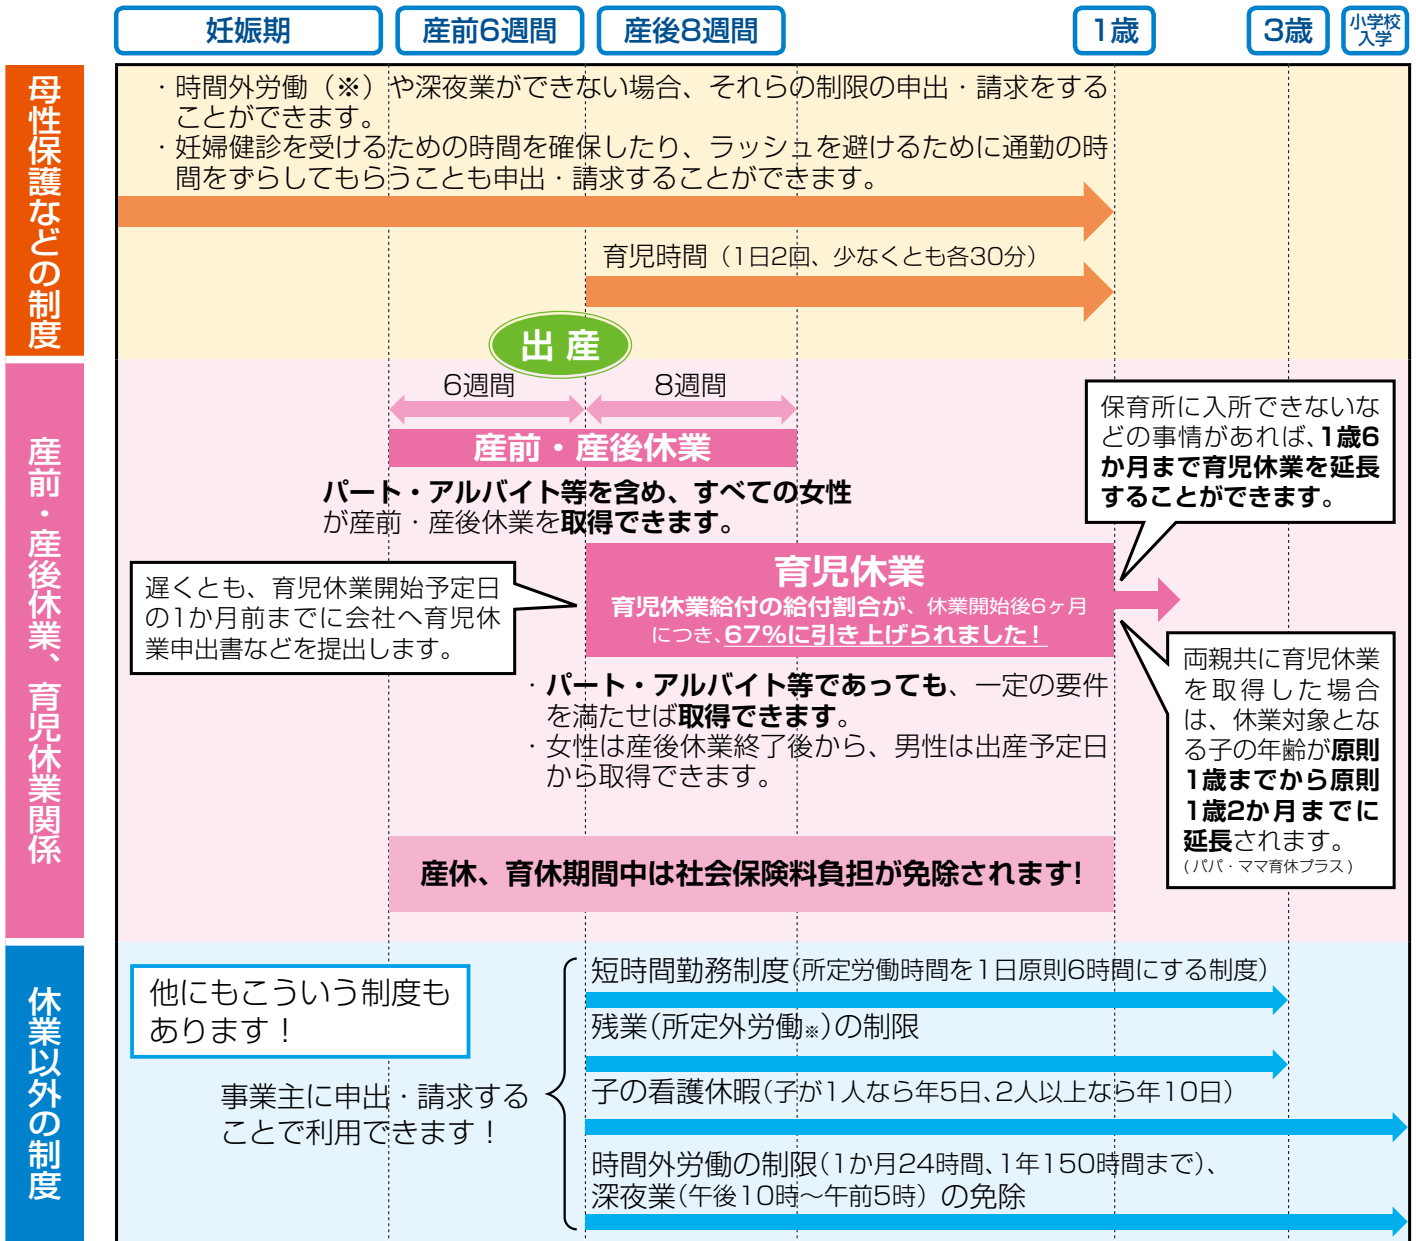 妊娠期
産前6週間
産後8週間
1歳
3歳
小学校
入学
母性保護などの制度
・時間外労働（※）や深夜業ができない場合、それらの制限の申出・請求をする
ことができます。
・妊婦健診を受けるための時間を確保したり、ラッシュを避けるために通勤の時
間をずらしてもらうことも申出・請求することができます。
育児時間（1日2回、少なくとも各30分）
出産
産前・産後休業、育児休業関係
6週間
8週間
産前・産後休業
パート・アルバイト等を含め、すべての女性
が産前・産後休業を取得できます。
保育所に入所できないな
どの事情があれば、1歳6
か月まで育児休業を延長
することができます。
遅くとも、育児休業開始予定日
の1か月前までに会社へ育児休
業申出書などを提出します。
育児休業
育児休業給付の給付割合が、休業開始後6ヶ月
につき、67%に引き上げられました！
・パート・アルバイト等であっても、一定の要件
を満たせば取得できます。
・女性は産後休業終了後から、男性は出産予定日
から取得できます。
両親共に育児休業
を取得した場合
は、休業対象とな
る子の年齢が原則
1歳までから原則
1歳2か月までに
延長されます。
(パパ・ママ育休プラス)
産休、育休期間中は社会保険料負担が免除されます!
休業以外の制度
他にもこういう制度も
あります！
事業主に申出・請求する
ことで利用できます！
短時間勤務制度(所定労働時間を1日原則6時間にする制度)
残業(所定外労働※)の制限
子の看護休暇(子が1人なら年5日、2人以上なら年10日)
時間外労働の制限(1か月24時間、1年150時間まで)、
深夜業(午後10時～午前5時)の免除